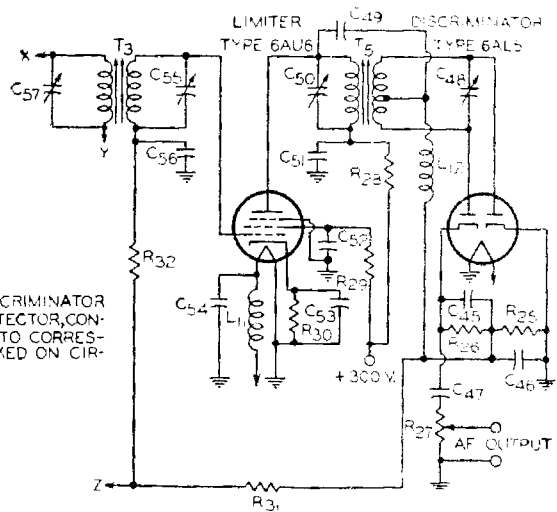 LIMITER
TYPE 6AU6
C49
DISCRIMINATOR
TYPE 6AL5
X
T3
T5
C57
C55
C50
C48
Y
C56
C51
R28
L12
R32
C52
R29
C54
L11
C53
R30
+300 V.
C45
R26
R25
C46
C47
R27
AF OUTPUT
SCRIMINATOR
TECTOR, CON-
TO CORRES-
KED ON CIR-
Z
R31